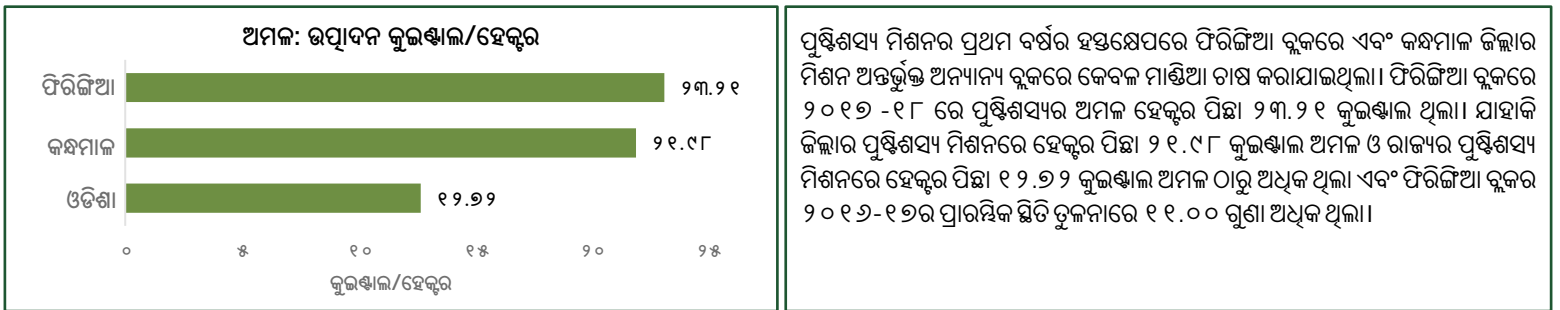 ଅମଳ: ଉତ୍ପାଦନ କୁଇଣ୍ଟାଲ/ହେକ୍ଟର
ଫିରିଙ୍ଗିଆ
୨୩.୨୧
କନ୍ଧମାଳ
୨୧.୯୮
ଓଡିଶା
୧୨.୭୨
୦ ୫ ୧୦ ୧୫ ୨୦ ୨୫
କୁଇଣ୍ଟାଲ/ହେକ୍ଟର
ପୁଷ୍ଟିଶସ୍ୟ ମିଶନର ପ୍ରଥମ ବର୍ଷର ହସ୍ତକ୍ଷେପରେ ଫିରିଙ୍ଗିଆ ବ୍ଲକରେ ଏବଂ କନ୍ଧମାଳ ଜିଲ୍ଲାର
ମିଶନ ଅନ୍ତର୍ଭୁକ୍ତ ଅନ୍ୟାନ୍ୟ ବ୍ଲକରେ କେବଳ ମାଣ୍ଡିଆ ଚାଷ କରାଯାଇଥିଲା। ଫିରିଙ୍ଗିଆ ବ୍ଲକରେ
୨୦୧୭ -୧୮ ରେ ପୁଷ୍ଟିଶସ୍ୟର ଅମଳ ହେକ୍ଟର ପିଛା ୨୩.୨୧ କୁଇଣ୍ଟାଲ ଥିଲା। ଯାହାକି
ଜିଲ୍ଲାର ପୁଷ୍ଟିଶସ୍ୟ ମିଶନରେ ହେକ୍ଟର ପିଛା ୨୧.୯୮ କୁଇଣ୍ଟାଲ ଅମଳ ଓ ରାଜ୍ୟର ପୁଷ୍ଟିଶସ୍ୟ
ମିଶନରେ ହେକ୍ଟର ପିଛା ୧୨.୭୨ କୁଇଣ୍ଟାଲ ଅମଳ ଠାରୁ ଅଧିକ ଥିଲା ଏବଂ ଫିରିଙ୍ଗିଆ ବ୍ଲକର
୨୦୧୬-୧୭ର ପ୍ରାରମ୍ଭିକ ସ୍ଥିତି ତୁଳନାରେ ୧୧.୦୦ ଗୁଣା ଅଧିକ ଥିଲା।